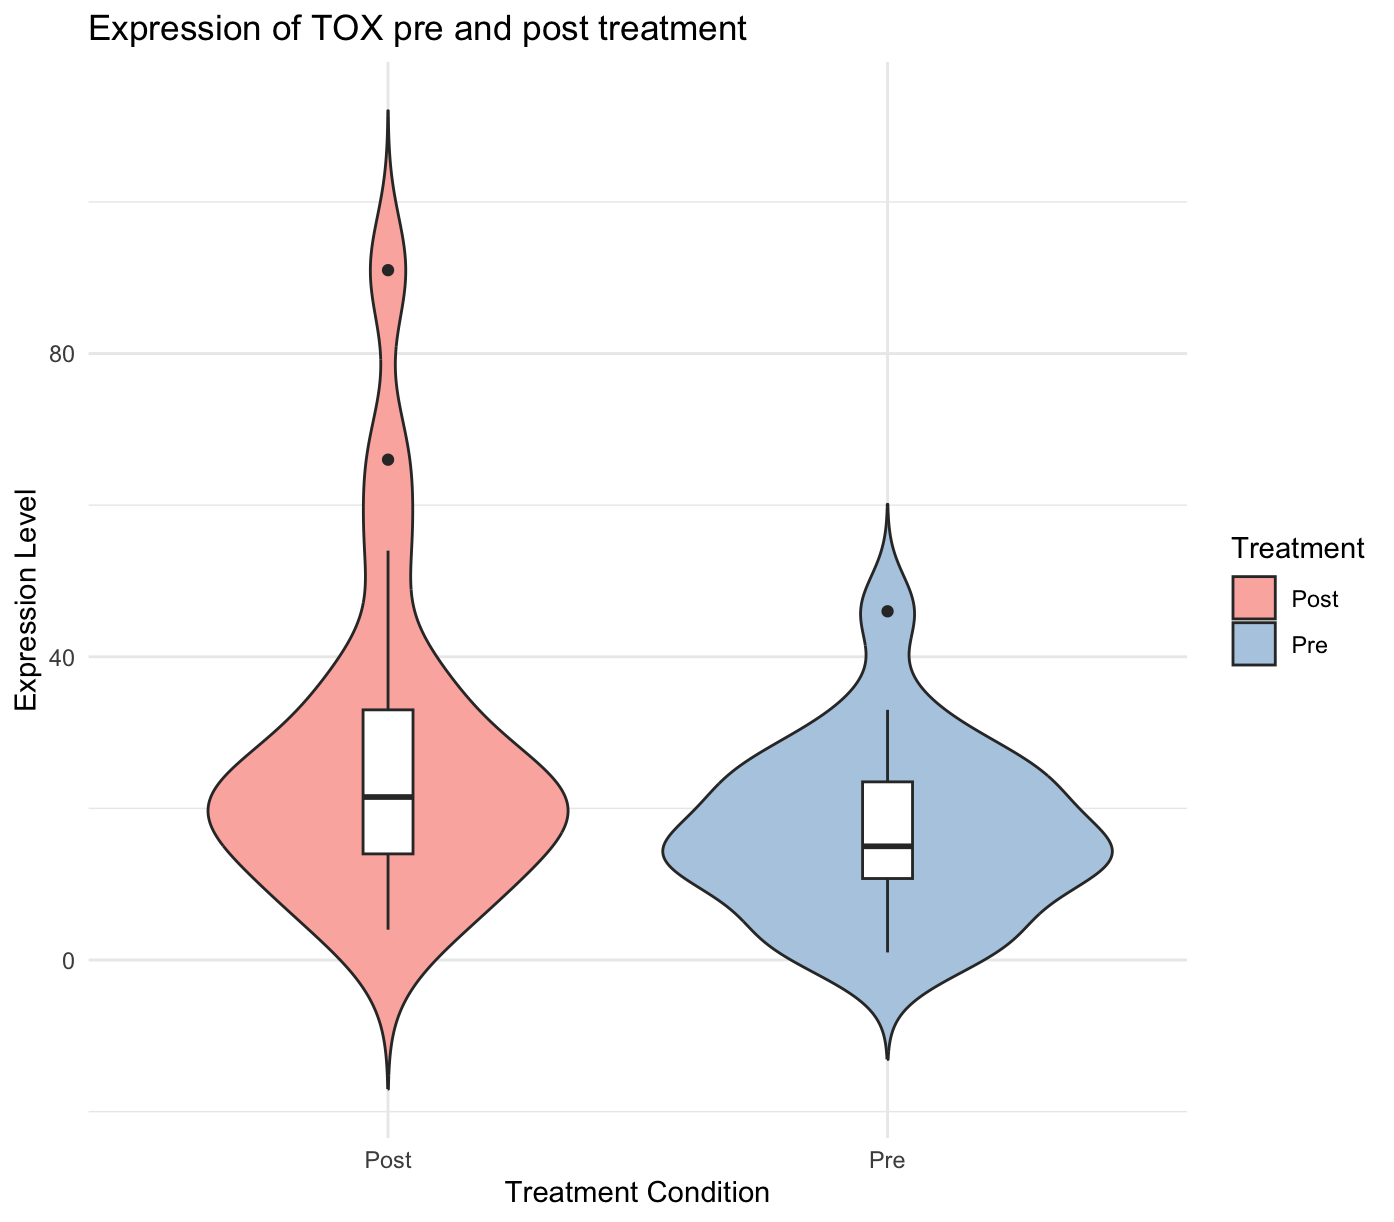 Expression of TOX pre and post treatment
Expression Level
80
40
0
Post
Pre
Treatment Condition
Treatment
Post
Pre